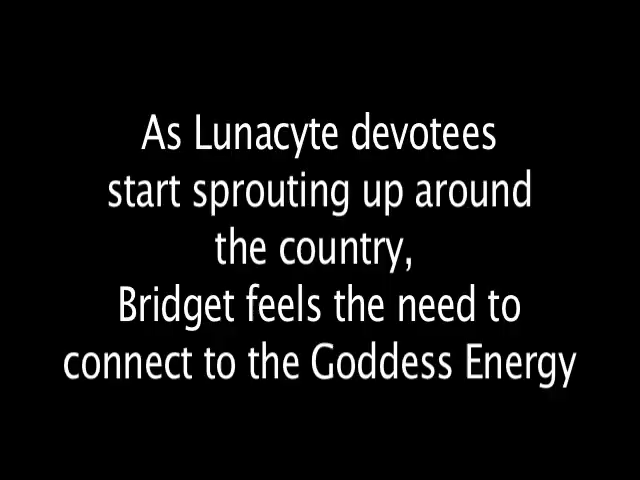 As Lunacyte devotees
start sprouting up around
the country,
Bridget feels the need to
connect to the Goddess Energy